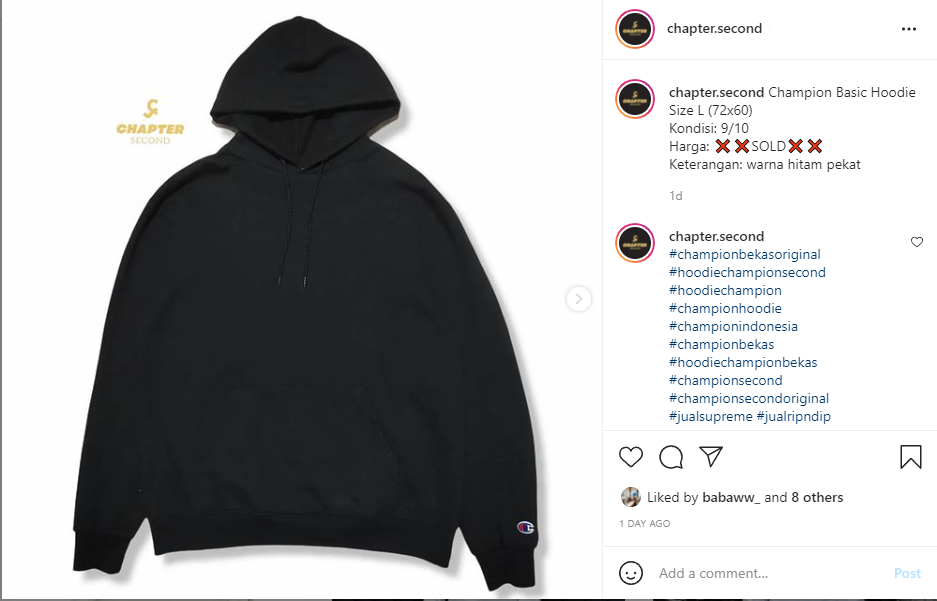 CHAPTER
SECOND
chapter.second
chapter.second Champion Basic Hoodie
Size L (72x60)
Kondisi: 9/10
Harga: ❌❌SOLD❌❌
Keterangan: warna hitam pekat
1d
chapter.second
#championbekasoriginal
#hoodiechampionsecond
#hoodiechampion
#championhoodie
#championindonesia
#championbekas
#hoodiechampionbekas
#championsecond
#championsecondoriginal
#jualsupreme #jualripndip
Liked by babaww_ and 8 others
1 DAY AGO
Add a comment...
Post